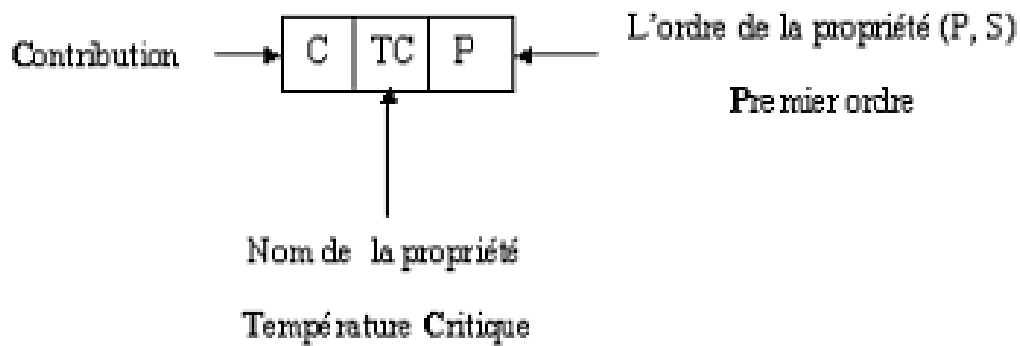 Contribution
C TC P
L'ordre de la propriété (P, S)
Premier ordre
Nom de la propriété
Température Critique